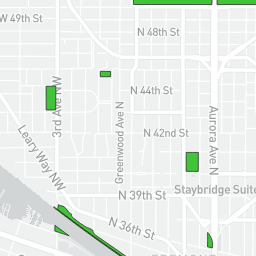 W 49th St
N 48th St
N 44th St
3rd Ave NW
Greenwood Ave N
Aurora Ave N
N 42nd St
Leary Way NW
N 39th St
Staybridge Suite
N 36th St